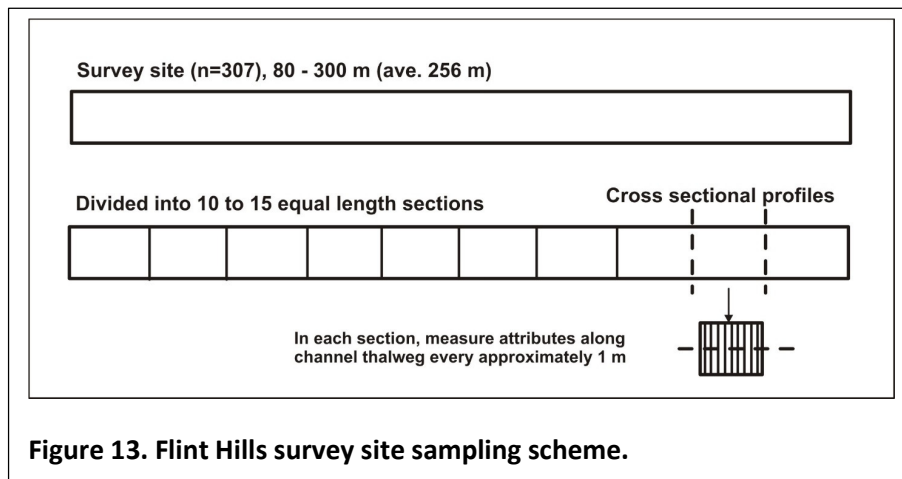 Survey site (n=307), 80 - 300 m (ave. 256 m)
Divided into 10 to 15 equal length sections
Cross sectional profiles
In each section, measure attributes along
channel thalweg every approximately 1 m
Figure 13. Flint Hills survey site sampling scheme.